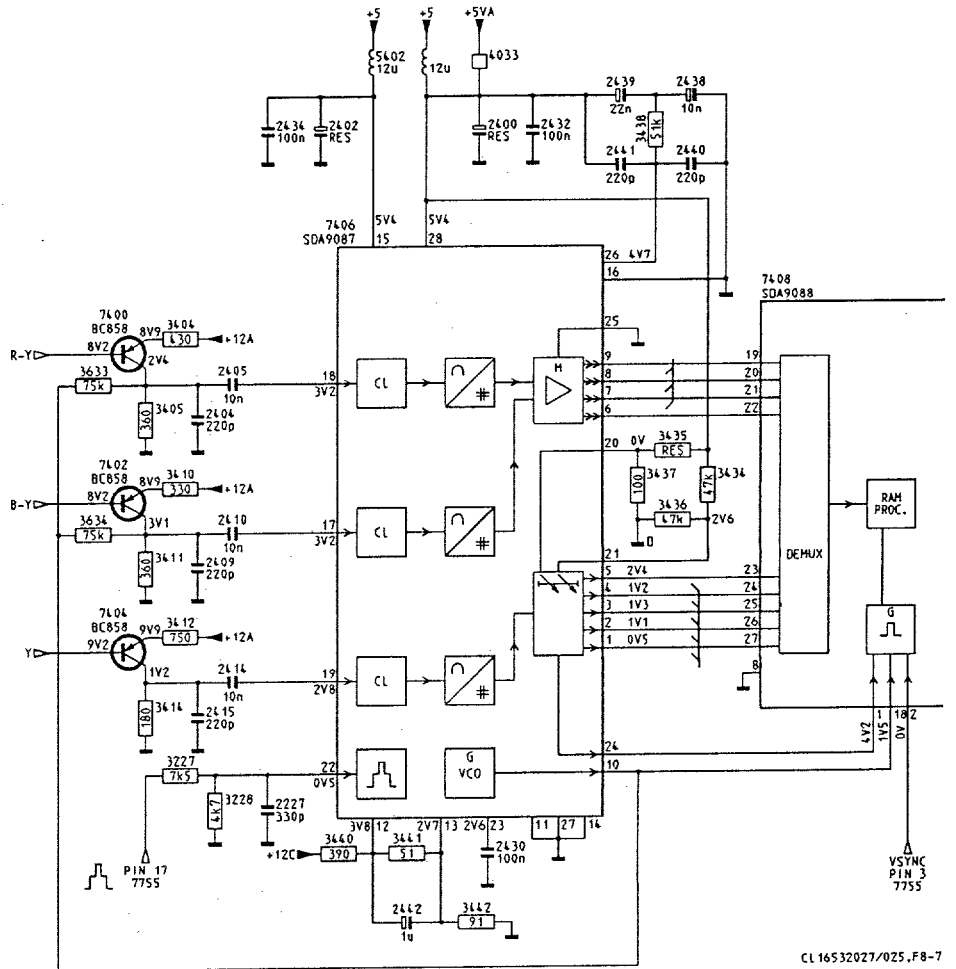 +5
+5
+5VA
5402
12u
12u
4033
2434
100n
2402
RES
2400
RES
2432
100n
2439
22n
2438
10n
3438
51k
2441
220p
2440
220p
7406
SDA9087
5V4
15
5V4
28
26 4V7
16
25
7408
SDA9088
7400
BC858
8V9
3404
430
+12A
R-Y
8V2
2V4
3633
75k
2405
10n
18
3V2
CL
M
9
8
7
6
19
20
21
22
3405
360
2404
220p
7402
BC858
8V9
3410
330
+12A
B-Y
8V2
3V1
3634
75k
2410
10n
17
3V2
CL
20
0V
3435
RES
3437
100
3434
47k
3436
47k
2V6
0
21
RAM
PROC.
DEMUX
3411
360
2409
220p
5 2V4
4 1V2
3 1V3
2 1V1
1 0V5
23
24
25
26
27
8
G
7404
BC858
9V9
3412
750
+12A
Y
9V2
1V2
2414
10n
19
2V8
CL
3414
180
2415
220p
4V2
1
1V5
18
0V
2
24
10
3227
7k5
22
0V5
3228
4k7
2227
330p
G
VCO
PIN 17
7755
3V8 12
2V7 13
2V6 23
11
27
14
+12C
3440
390
3441
51
2430
100n
2442
1u
3442
91
VSYNC
PIN 3
7755
CL 16532027/025,F8-7